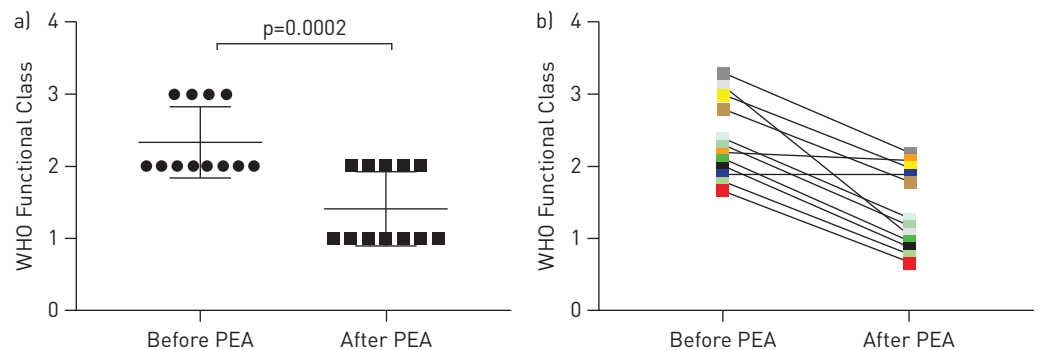 a)
p=0.0002
WHO Functional Class
4
3
2
1
0
Before PEA
After PEA
b)
WHO Functional Class
4
3
2
1
0
Before PEA
After PEA